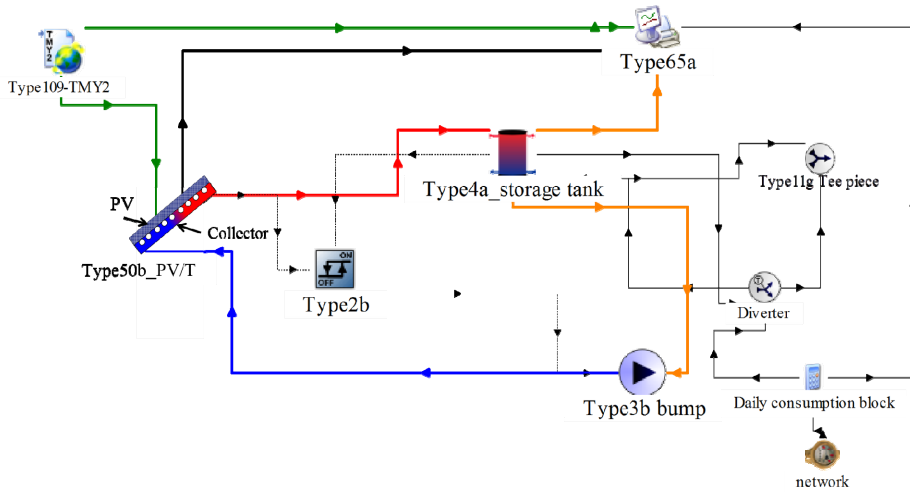 TMY2
Type109-TMY2
Type65a
Type4a_storage tank
Type11g Tee piece
PV
Collector
Type50b_PV/T
ON
OFF
Type2b
T
Diverter
Type3b bump
Daily consumption block
network